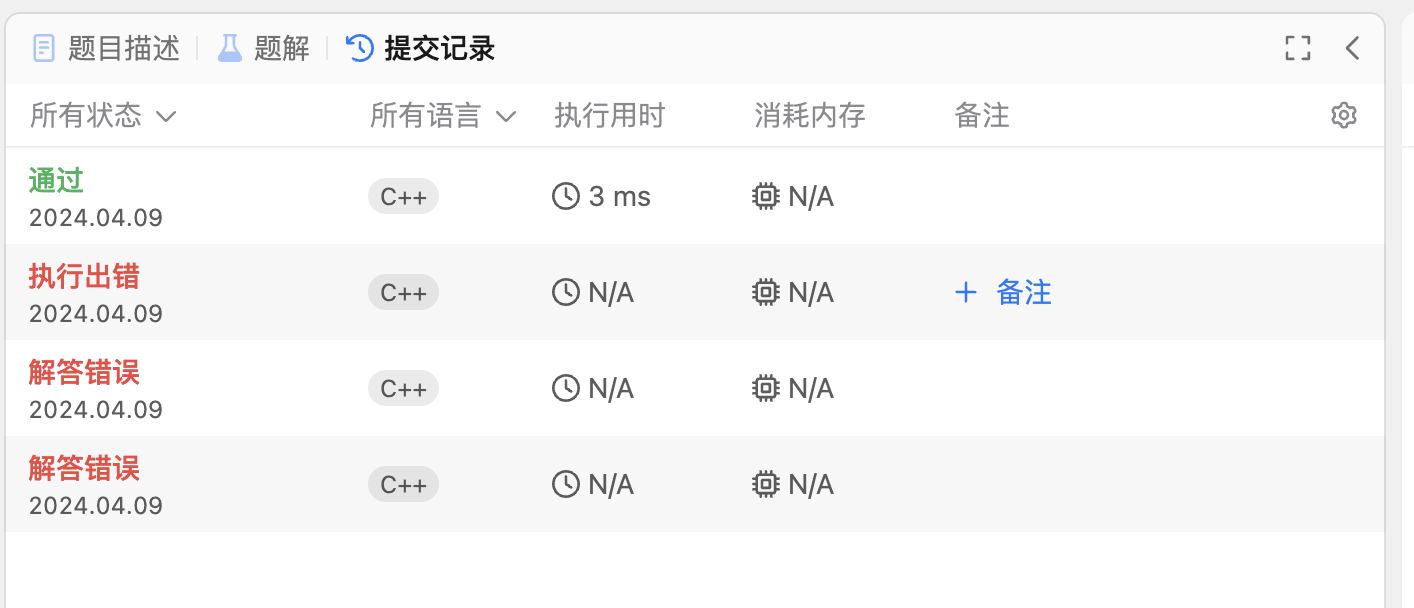 题目描述 题解 提交记录
所有状态 所有语言 执行用时 消耗内存 备注
通过
2024.04.09
C++ 3 ms N/A
执行出错
2024.04.09
C++ N/A N/A + 备注
解答错误
2024.04.09
C++ N/A N/A
解答错误
2024.04.09
C++ N/A N/A